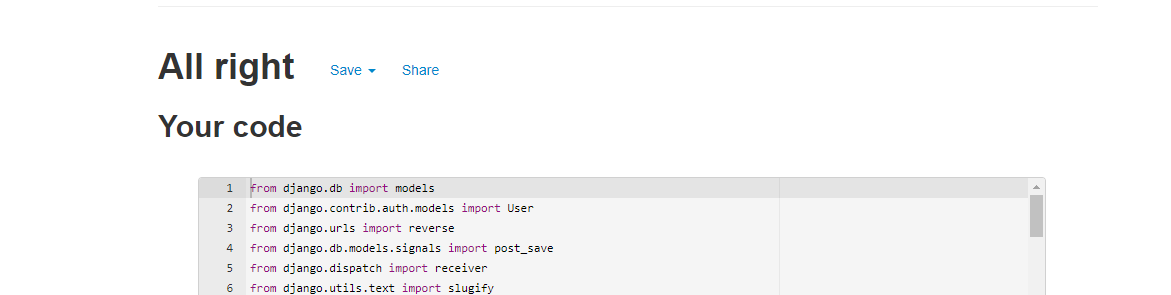 All right Save Share
Your code
1 from django.db import models
2 from django.contrib.auth.models import User
3 from django.urls import reverse
4 from django.db.models.signals import post_save
5 from django.dispatch import receiver
6 from django.utils.text import slugify